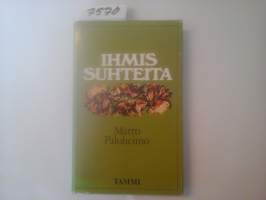 7570
IHMIS
SUHTEITA
Martti
Paloheimo
TAMMI